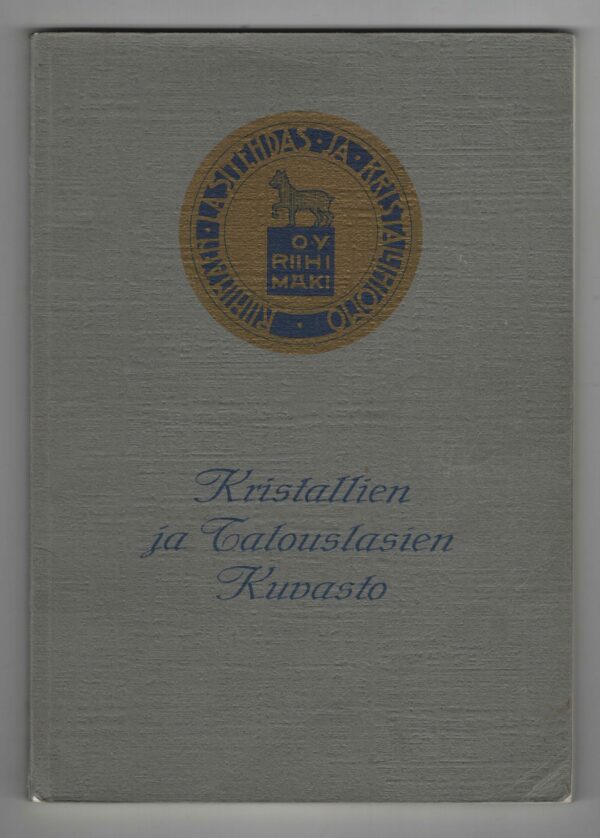 RIIHIMÄEN · LASITEHDAS · JA · KRISTALLIHIOMO ·
OY
RIIHI
MÄKI
Kristallien
ja Talouslasien
Kuvasto